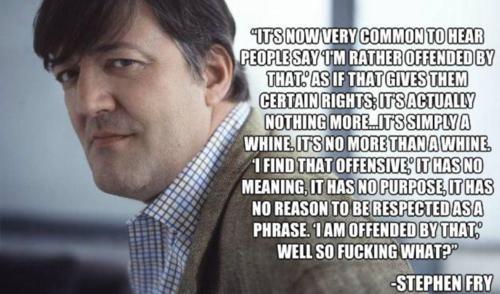 "IT'S NOW VERY COMMON TO HEAR
PEOPLE SAY 'I'M RATHER OFFENDED BY
THAT.' AS IF THAT GIVES THEM
CERTAIN RIGHTS; IT'S ACTUALLY
NOTHING MORE...IT'S SIMPLY A
WHINE. IT'S NO MORE THAN A WHINE.
'I FIND THAT OFFENSIVE,' IT HAS NO
MEANING, IT HAS NO PURPOSE, IT HAS
NO REASON TO BE RESPECTED AS A
PHRASE. 'I AM OFFENDED BY THAT,'
WELL SO FUCKING WHAT?"
-STEPHEN FRY